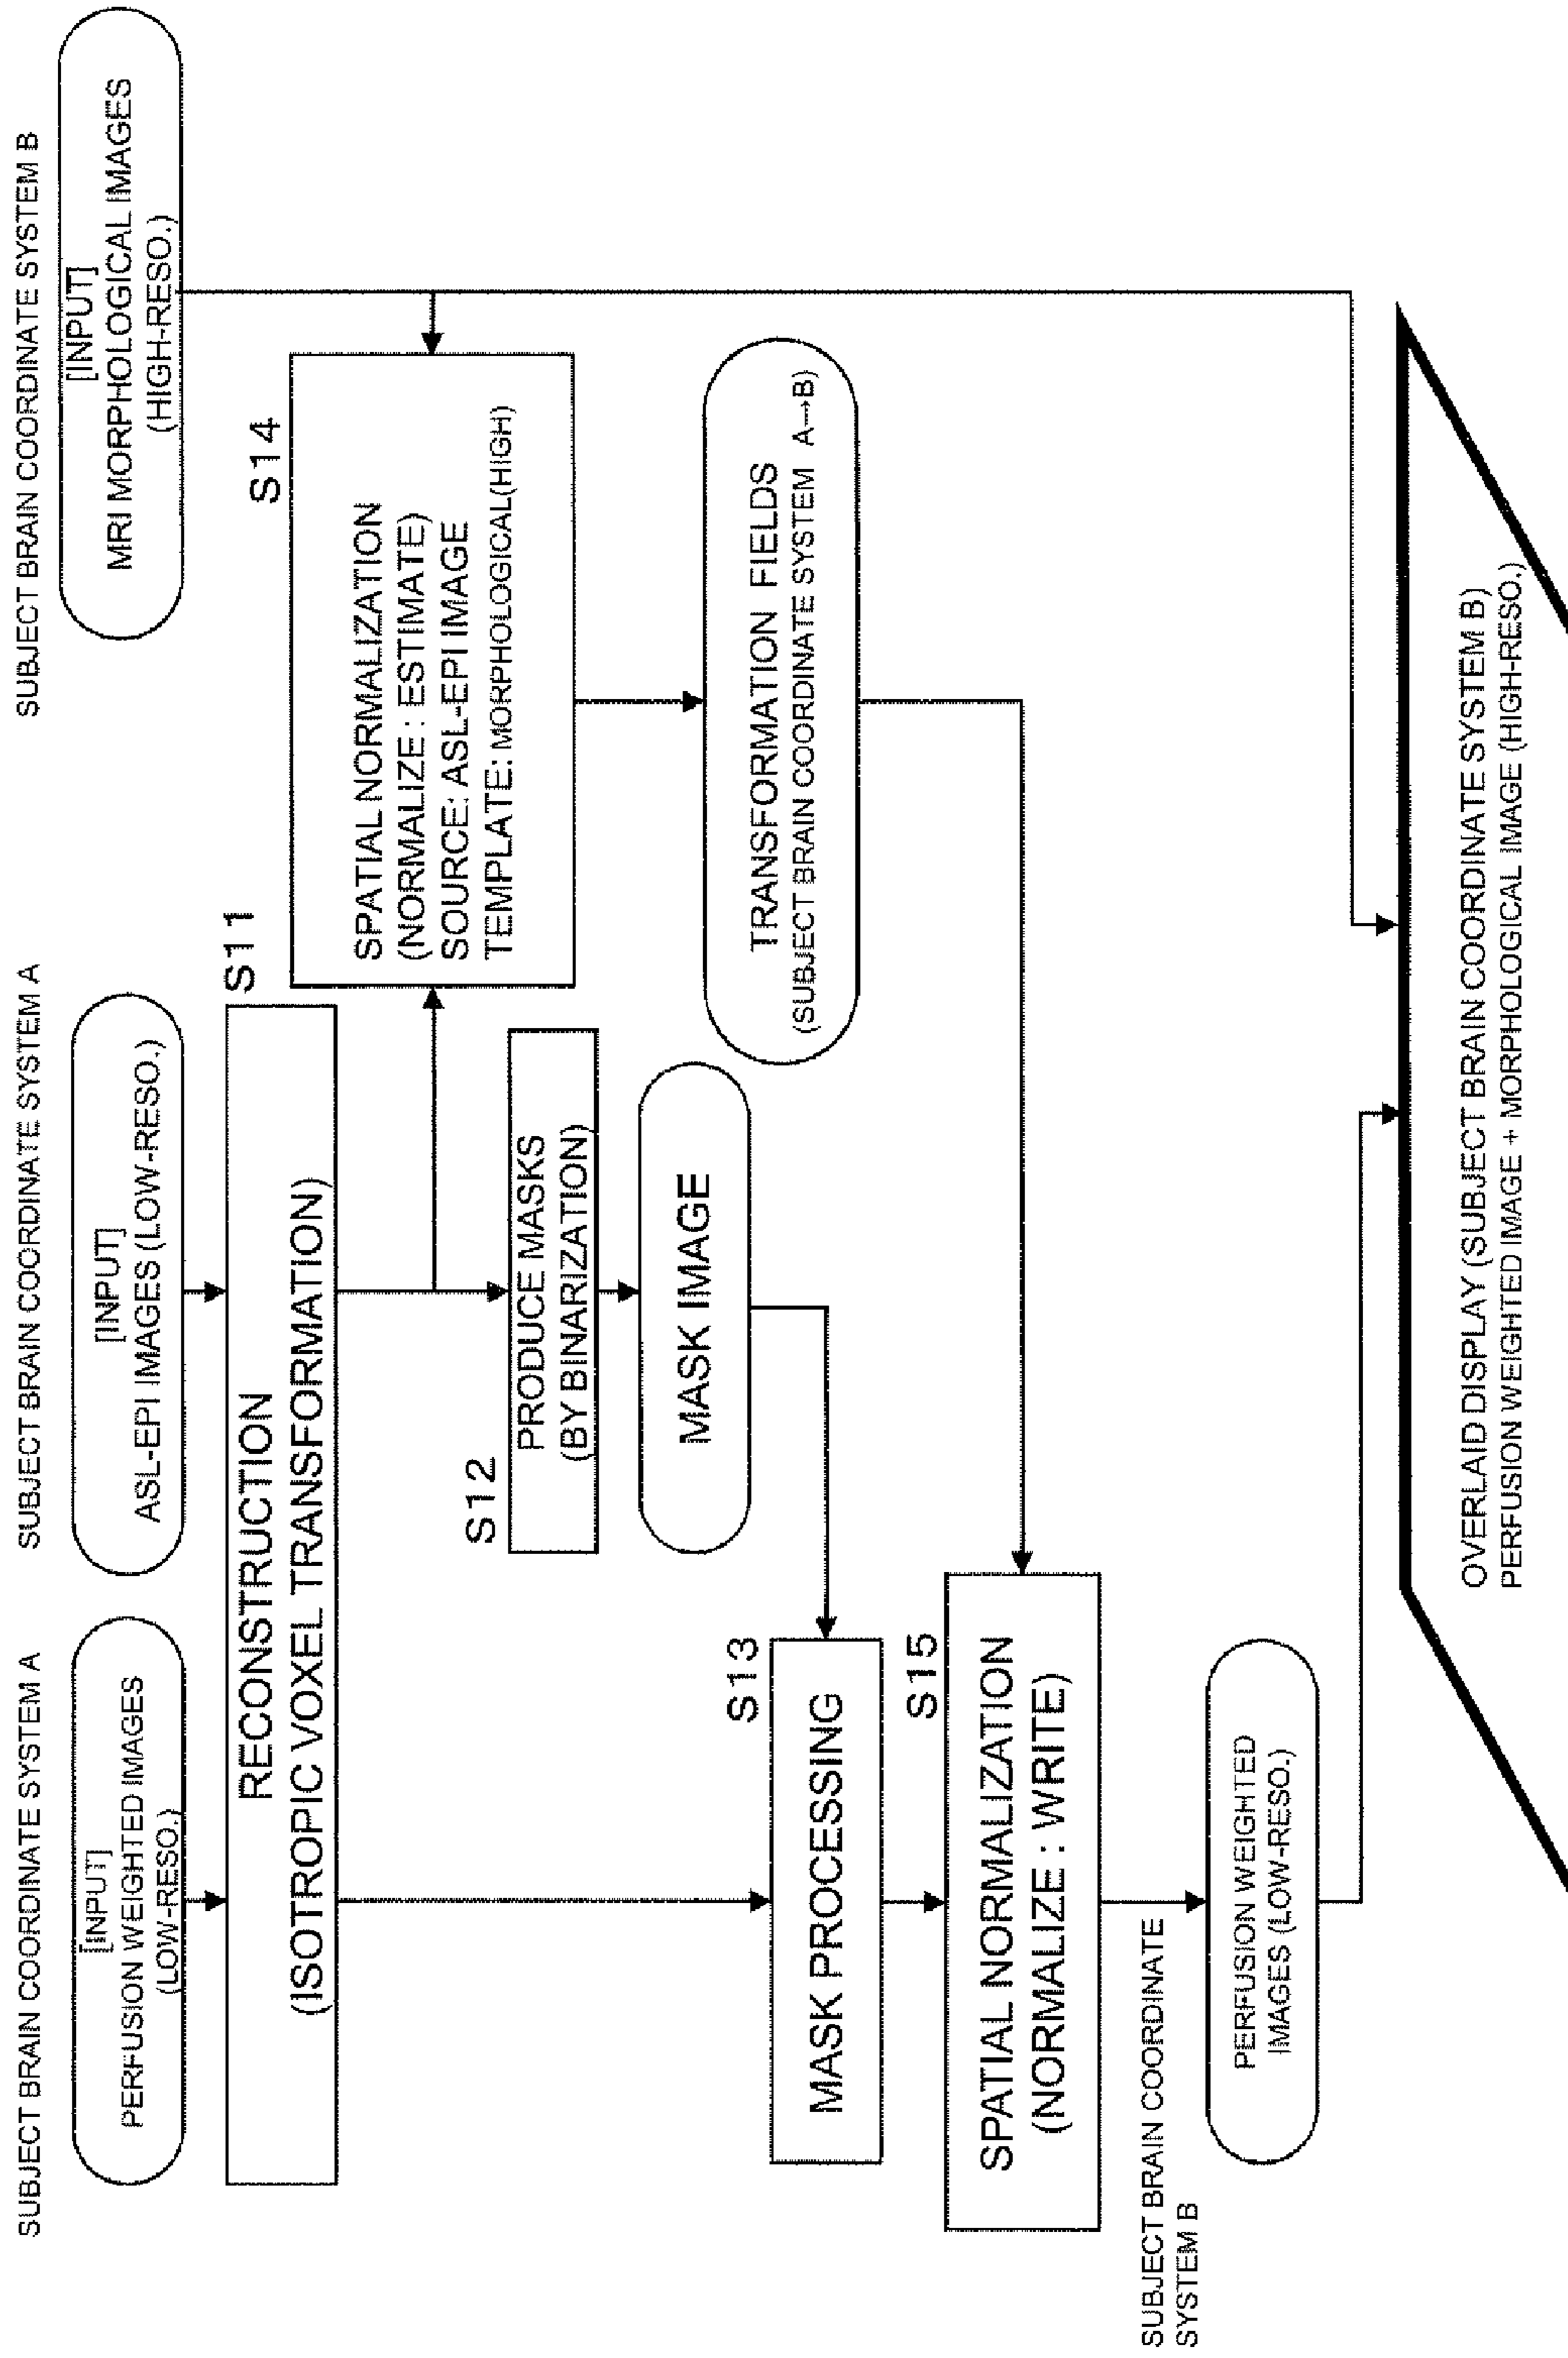 SUBJECT BRAIN COORDINATE SYSTEM A
[INPUT]
PERFUSION WEIGHTED IMAGES
(LOW-RESO.)
SUBJECT BRAIN COORDINATE SYSTEM A
[INPUT]
ASL-EPI IMAGES (LOW-RESO.)
SUBJECT BRAIN COORDINATE SYSTEM B
[INPUT]
MRI MORPHOLOGICAL IMAGES
(HIGH-RESO.)
S11
RECONSTRUCTION
(ISOTROPIC VOXEL TRANSFORMATION)
S14
SPATIAL NORMALIZATION
(NORMALIZE : ESTIMATE)
SOURCE: ASL-EPI IMAGE
TEMPLATE: MORPHOLOGICAL(HIGH)
S12
PRODUCE MASKS
(BY BINARIZATION)
MASK IMAGE
TRANSFORMATION FIELDS
(SUBJECT BRAIN COORDINATE SYSTEM A→B)
S13
MASK PROCESSING
S15
SPATIAL NORMALIZATION
(NORMALIZE : WRITE)
SUBJECT BRAIN COORDINATE
SYSTEM B
PERFUSION WEIGHTED
IMAGES (LOW-RESO.)
OVERLAID DISPLAY (SUBJECT BRAIN COORDINATE SYSTEM B)
PERFUSION WEIGHTED IMAGE + MORPHOLOGICAL IMAGE (HIGH-RESO.)